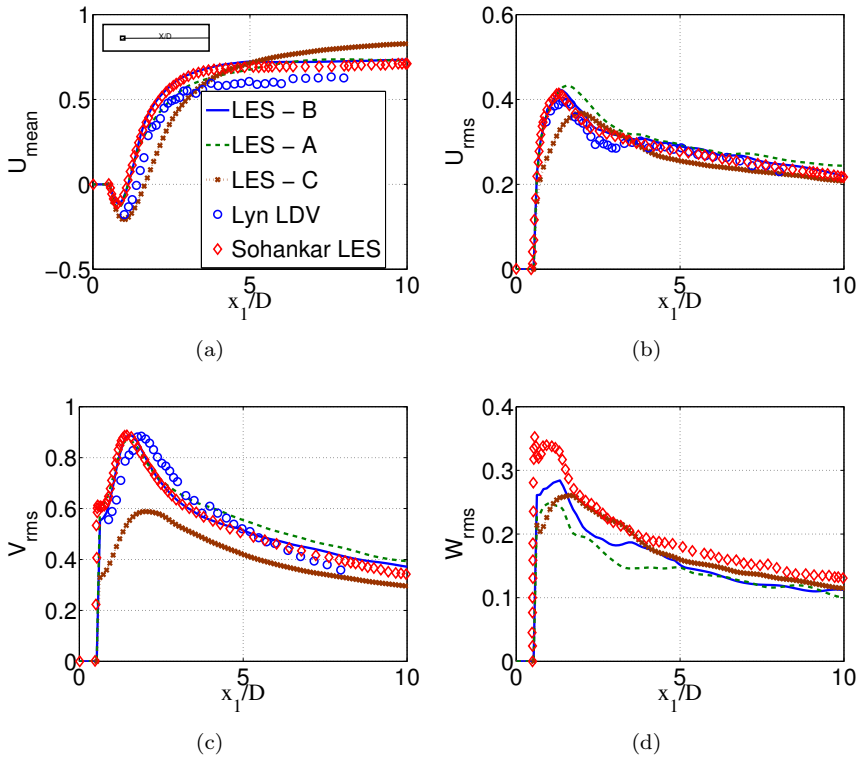 X/D
1
0.5
0
−0.5
U_mean
0 5 10
x_1/D
LES − B
LES − A
LES − C
Lyn LDV
Sohankar LES
(a)
0.6
0.4
0.2
0
U_rms
0 5 10
x_1/D
(b)
1
0.8
0.6
0.4
0.2
0
V_rms
0 5 10
x_1/D
(c)
0.4
0.3
0.2
0.1
0
W_rms
0 5 10
x_1/D
(d)